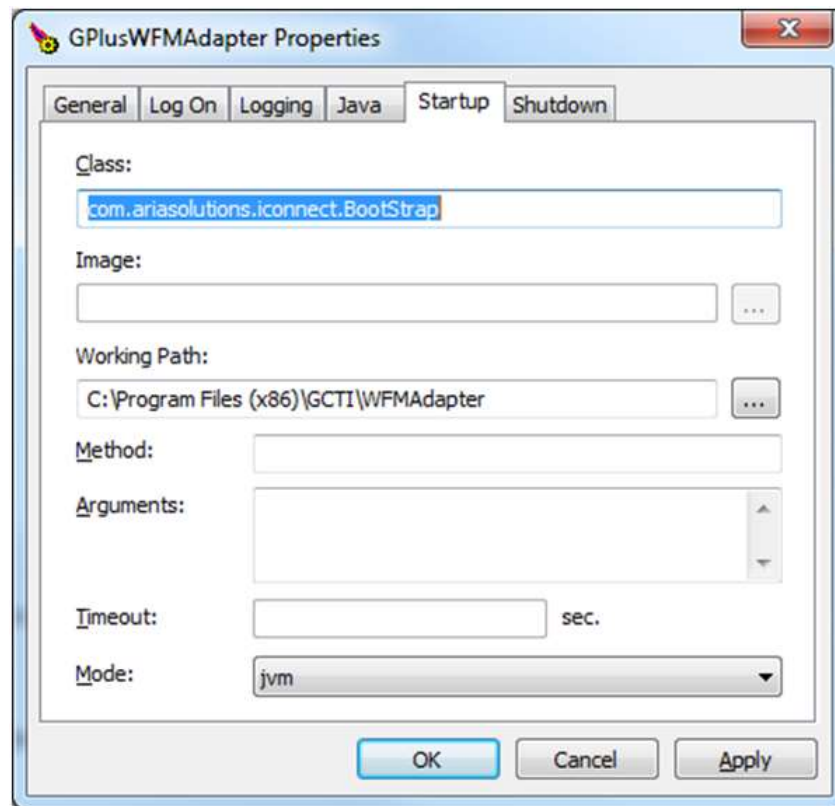 GPlusWFMAdapter Properties
General Log On Logging Java Startup Shutdown
Class:
com.ariasolutions.iconnect.BootStrap
Image:
...
Working Path:
C:\Program Files (x86)\GCTI\WFMAdapter
...
Method:
Arguments:
Timeout: sec.
Mode: jvm
OK Cancel Apply